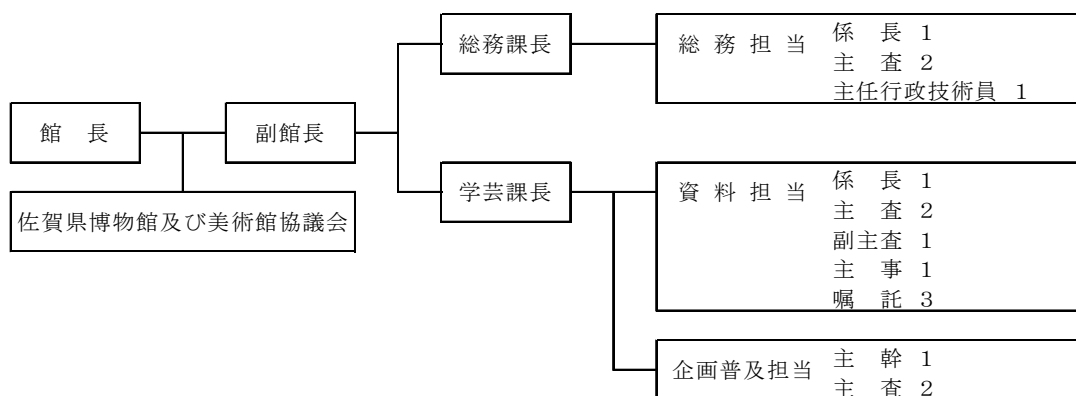 総務課長
総務担当
係長 1
主査 2
主任行政技術員 1
館長
副館長
佐賀県博物館及び美術館協議会
学芸課長
資料担当
係長 1
主査 2
副主査 1
主事 1
嘱託 3
企画普及担当
主幹 1
主査 2